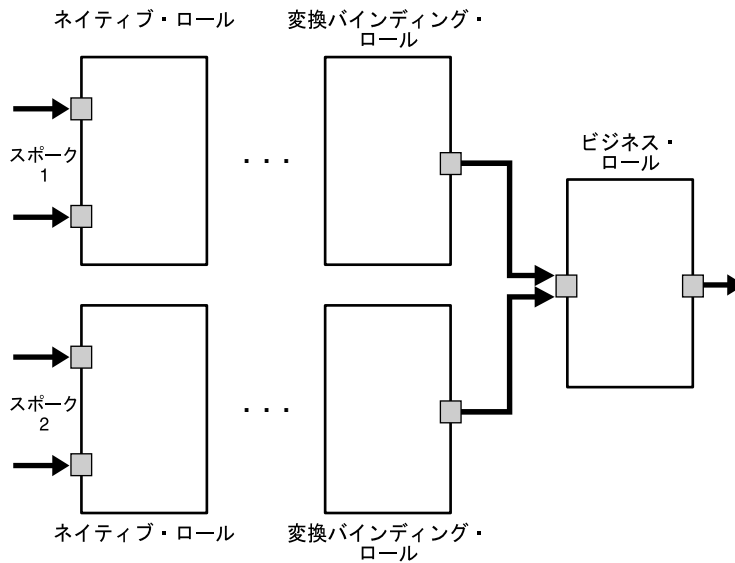 ネイティブ・ロール
変換バインディング・
ロール
スポーク
1
・・・
ビジネス・
ロール
スポーク
2
・・・
ネイティブ・ロール
変換バインディング・
ロール